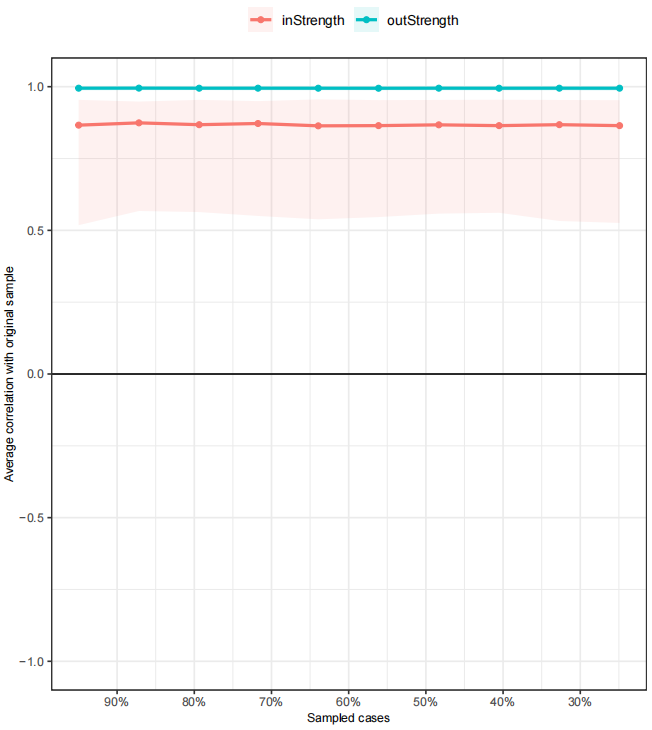 inStrength outStrength
1.0
0.5
0.0
−0.5
−1.0
Average correlation with original sample
90% 80% 70% 60% 50% 40% 30%
Sampled cases